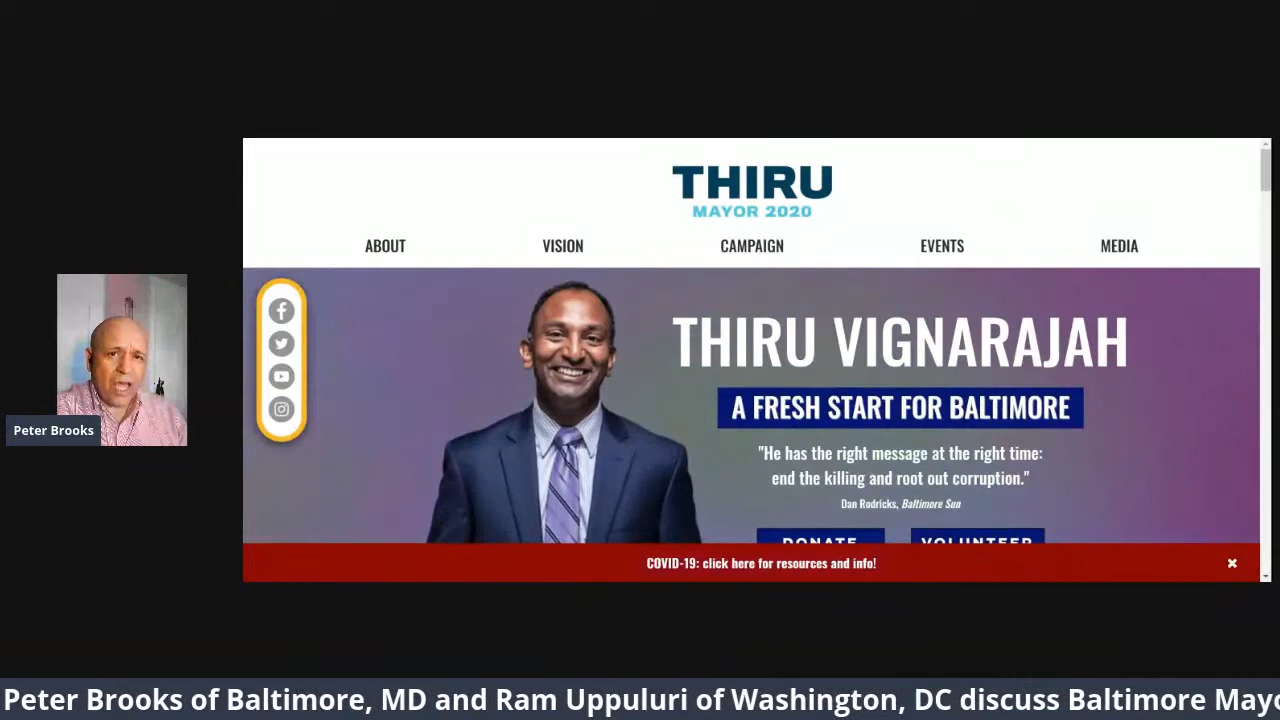 THIRU
MAYOR 2020
ABOUT VISION CAMPAIGN EVENTS MEDIA
THIRU VIGNARAJAH
A FRESH START FOR BALTIMORE
"He has the right message at the right time:
end the killing and root out corruption."
Dan Rodricks, Baltimore Sun
DONATE VOLUNTEER
COVID-19: click here for resources and info!
Peter Brooks
Peter Brooks of Baltimore, MD and Ram Uppuluri of Washington, DC discuss Baltimore Mayo